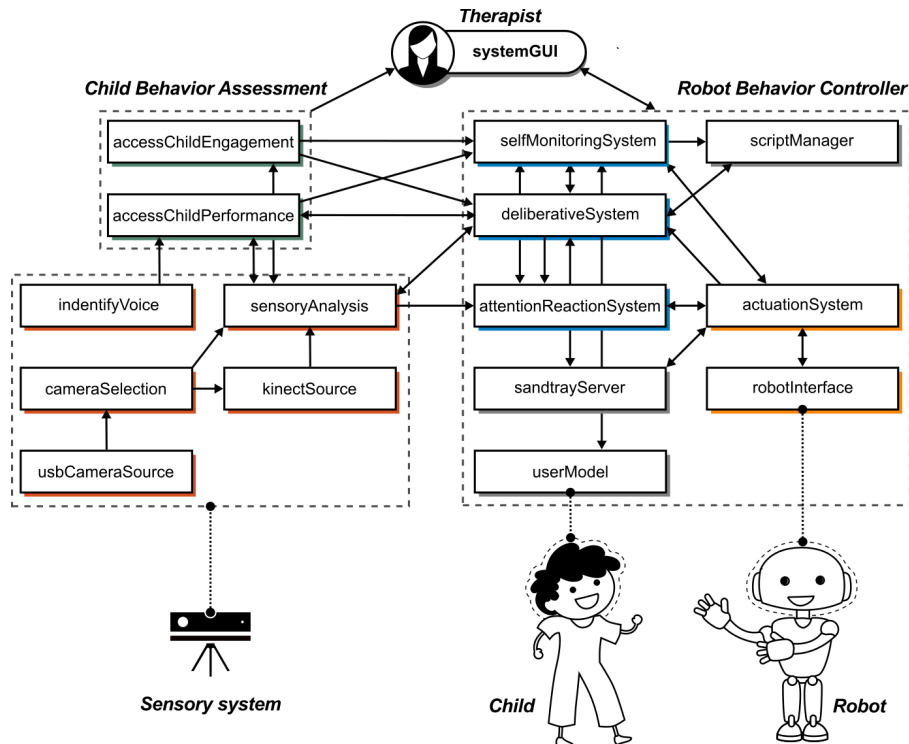 Therapist
systemGUI
Child Behavior Assessment
Robot Behavior Controller
accessChildEngagement
selfMonitoringSystem
scriptManager
accessChildPerformance
deliberativeSystem
indentifyVoice
sensoryAnalysis
attentionReactionSystem
actuationSystem
cameraSelection
kinectSource
sandtrayServer
robotInterface
usbCameraSource
userModel
Sensory system
Child
Robot